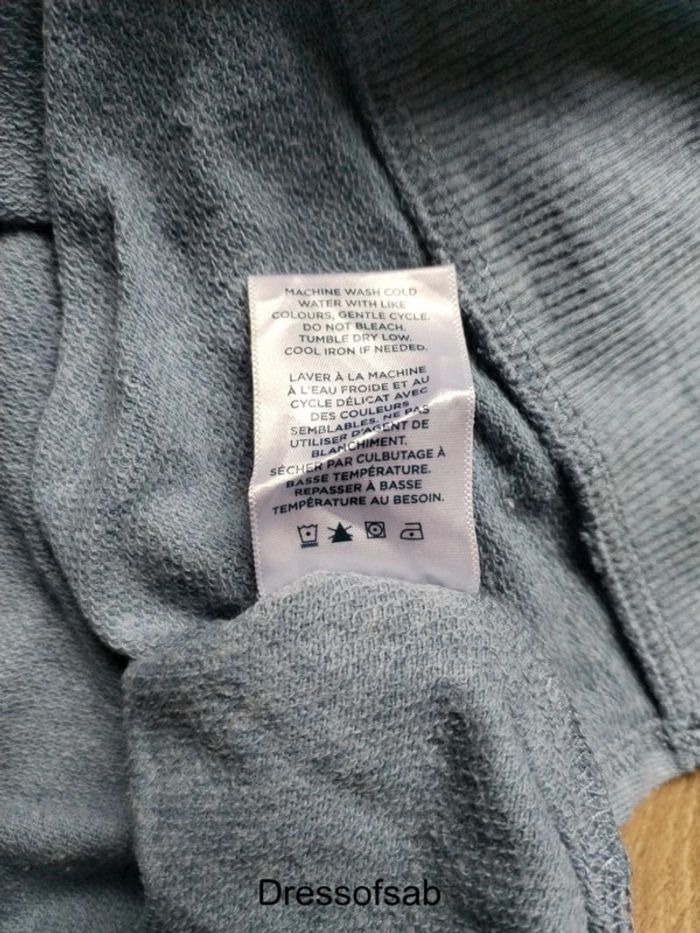 MACHINE WASH COLD
WATER WITH LIKE
COLOURS, GENTLE CYCLE.
DO NOT BLEACH.
TUMBLE DRY LOW.
COOL IRON IF NEEDED.
LAVER À LA MACHINE
À L'EAU FROIDE ET AU
CYCLE DÉLICAT AVEC
DES COULEURS
SEMBLABLES. NE PAS
UTILISER D'AGENT DE
BLANCHIMENT.
SÉCHER PAR CULBUTAGE À
BASSE TEMPÉRATURE.
REPASSER À BASSE
TEMPÉRATURE AU BESOIN.
Dressofsab